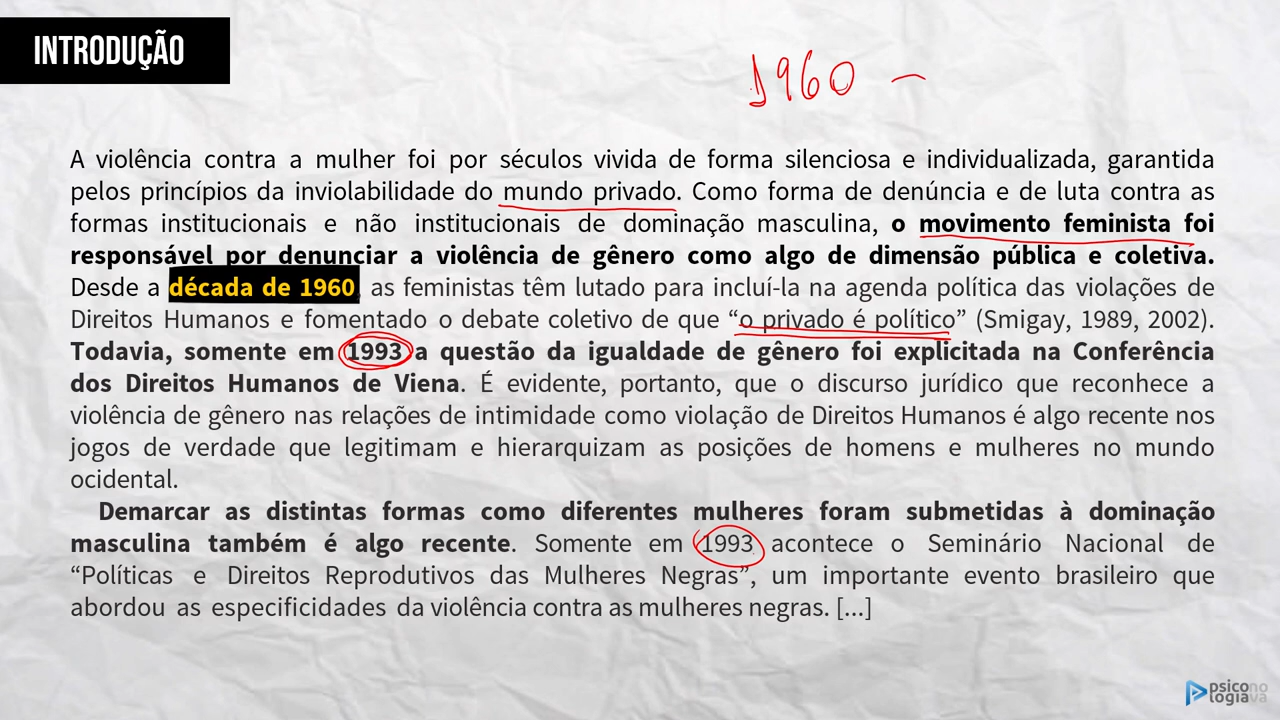 INTRODUÇÃO
1960 –
A violência contra a mulher foi por séculos vivida de forma silenciosa e individualizada, garantida
pelos princípios da inviolabilidade do mundo privado. Como forma de denúncia e de luta contra as
formas institucionais e não institucionais de dominação masculina, o movimento feminista foi
responsável por denunciar a violência de gênero como algo de dimensão pública e coletiva.
Desde a década de 1960, as feministas têm lutado para incluí-la na agenda política das violações de
Direitos Humanos e fomentado o debate coletivo de que “o privado é político” (Smigay, 1989, 2002).
Todavia, somente em 1993 a questão da igualdade de gênero foi explicitada na Conferência
dos Direitos Humanos de Viena. É evidente, portanto, que o discurso jurídico que reconhece a
violência de gênero nas relações de intimidade como violação de Direitos Humanos é algo recente nos
jogos de verdade que legitimam e hierarquizam as posições de homens e mulheres no mundo
ocidental.
Demarcar as distintas formas como diferentes mulheres foram submetidas à dominação
masculina também é algo recente. Somente em 1993, acontece o Seminário Nacional de
“Políticas e Direitos Reprodutivos das Mulheres Negras”, um importante evento brasileiro que
abordou as especificidades da violência contra as mulheres negras. [...]
psicono
logiava